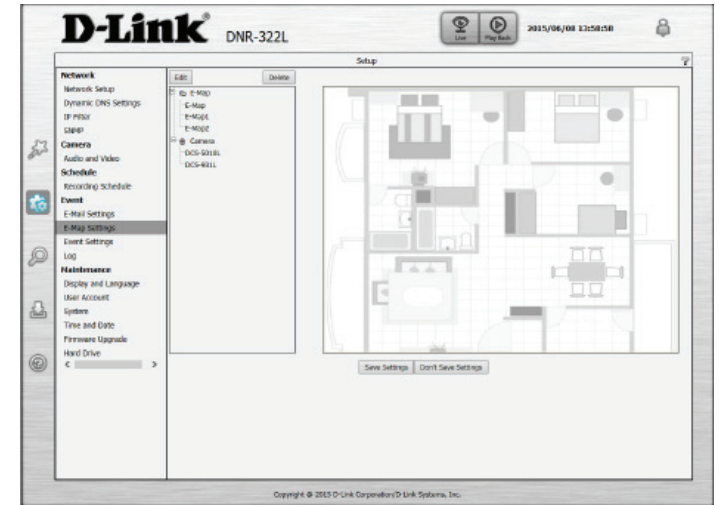 D-Link DNR-322L
Live
Play Back
2015/06/08 13:58:58
Setup
?
Network
Network Setup
Dynamic DNS Settings
IP Filter
SNMP
Camera
Audio and Video
Schedule
Recording Schedule
Event
E-Mail Settings
E-Map Settings
Event Settings
Log
Maintenance
Display and Language
User Account
System
Time and Date
Firmware Upgrade
Hard Drive
Edit
Delete
E-Map
E-Map
E-Map1
E-Map2
Camera
DCS-5010L
DCS-931L
Save Settings
Don't Save Settings
Copyright © 2015 D-Link Corporation/D-Link Systems, Inc.